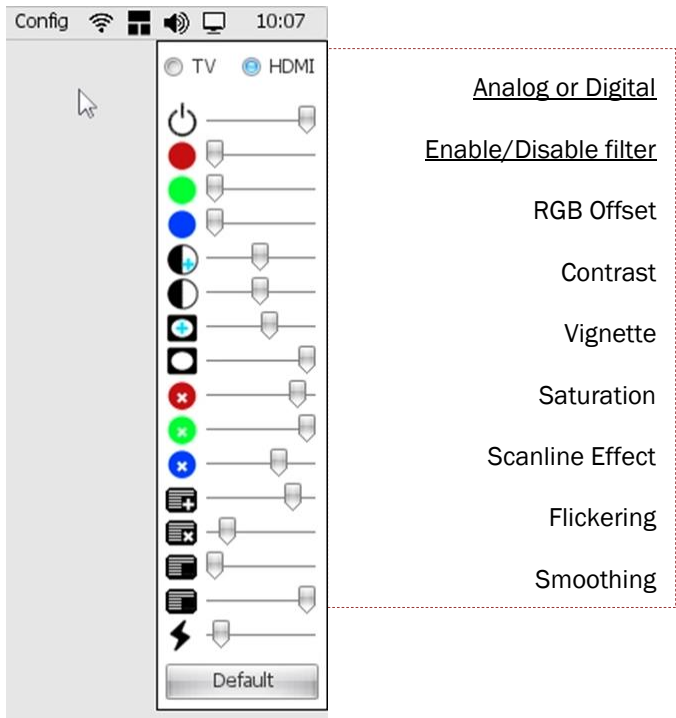 Config 10:07
TV HDMI
Analog or Digital
Enable/Disable filter
RGB Offset
Contrast
Vignette
Saturation
Scanline Effect
Flickering
Smoothing
Default